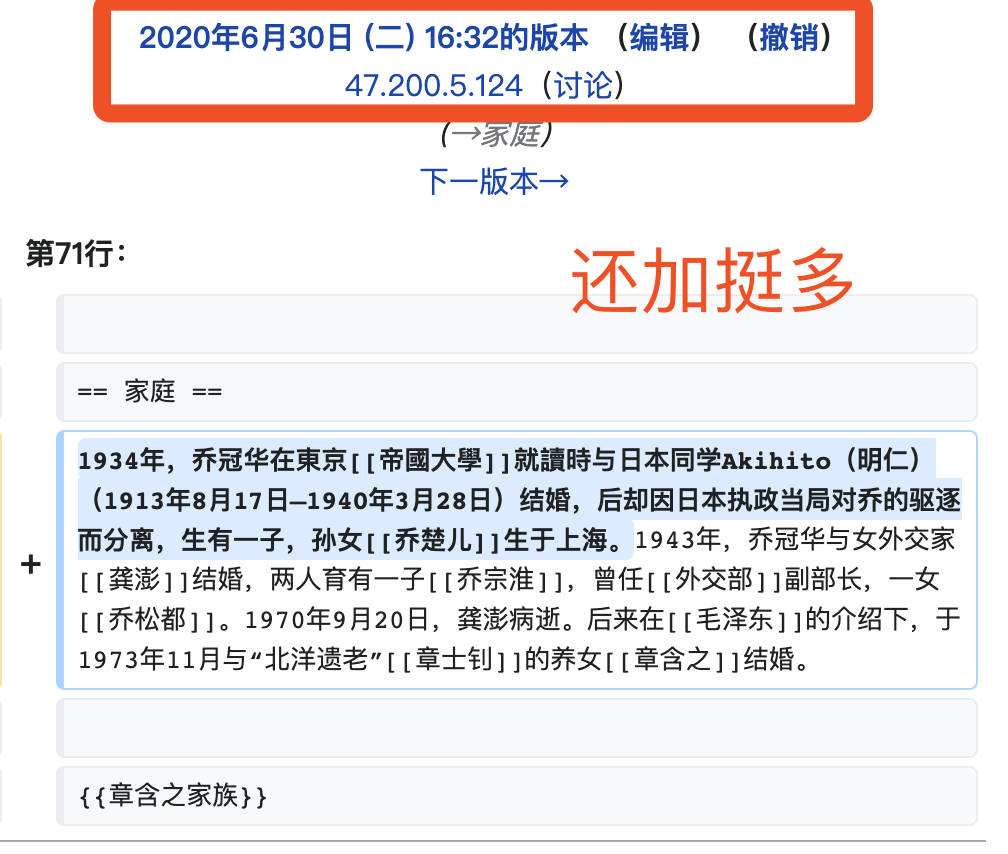 2020年6月30日 (二) 16:32的版本 （编辑） （撤销）
47.200.5.124（讨论）
(→家庭)
下一版本→
第71行：
还加挺多
== 家庭 ==
1934年，乔冠华在東京[[帝國大學]]就讀時与日本同学Akihito（明仁）
（1913年8月17日—1940年3月28日）结婚，后却因日本执政当局对乔的驱逐
而分离，生有一子，孙女[[乔楚儿]]生于上海。1943年，乔冠华与女外交家
[[龚澎]]结婚，两人育有一子[[乔宗淮]]，曾任[[外交部]]副部长，一女
[[乔松都]]。1970年9月20日，龚澎病逝。后来在[[毛泽东]]的介绍下，于
1973年11月与“北洋遗老”[[章士钊]]的养女[[章含之]]结婚。
+
{{章含之家族}}